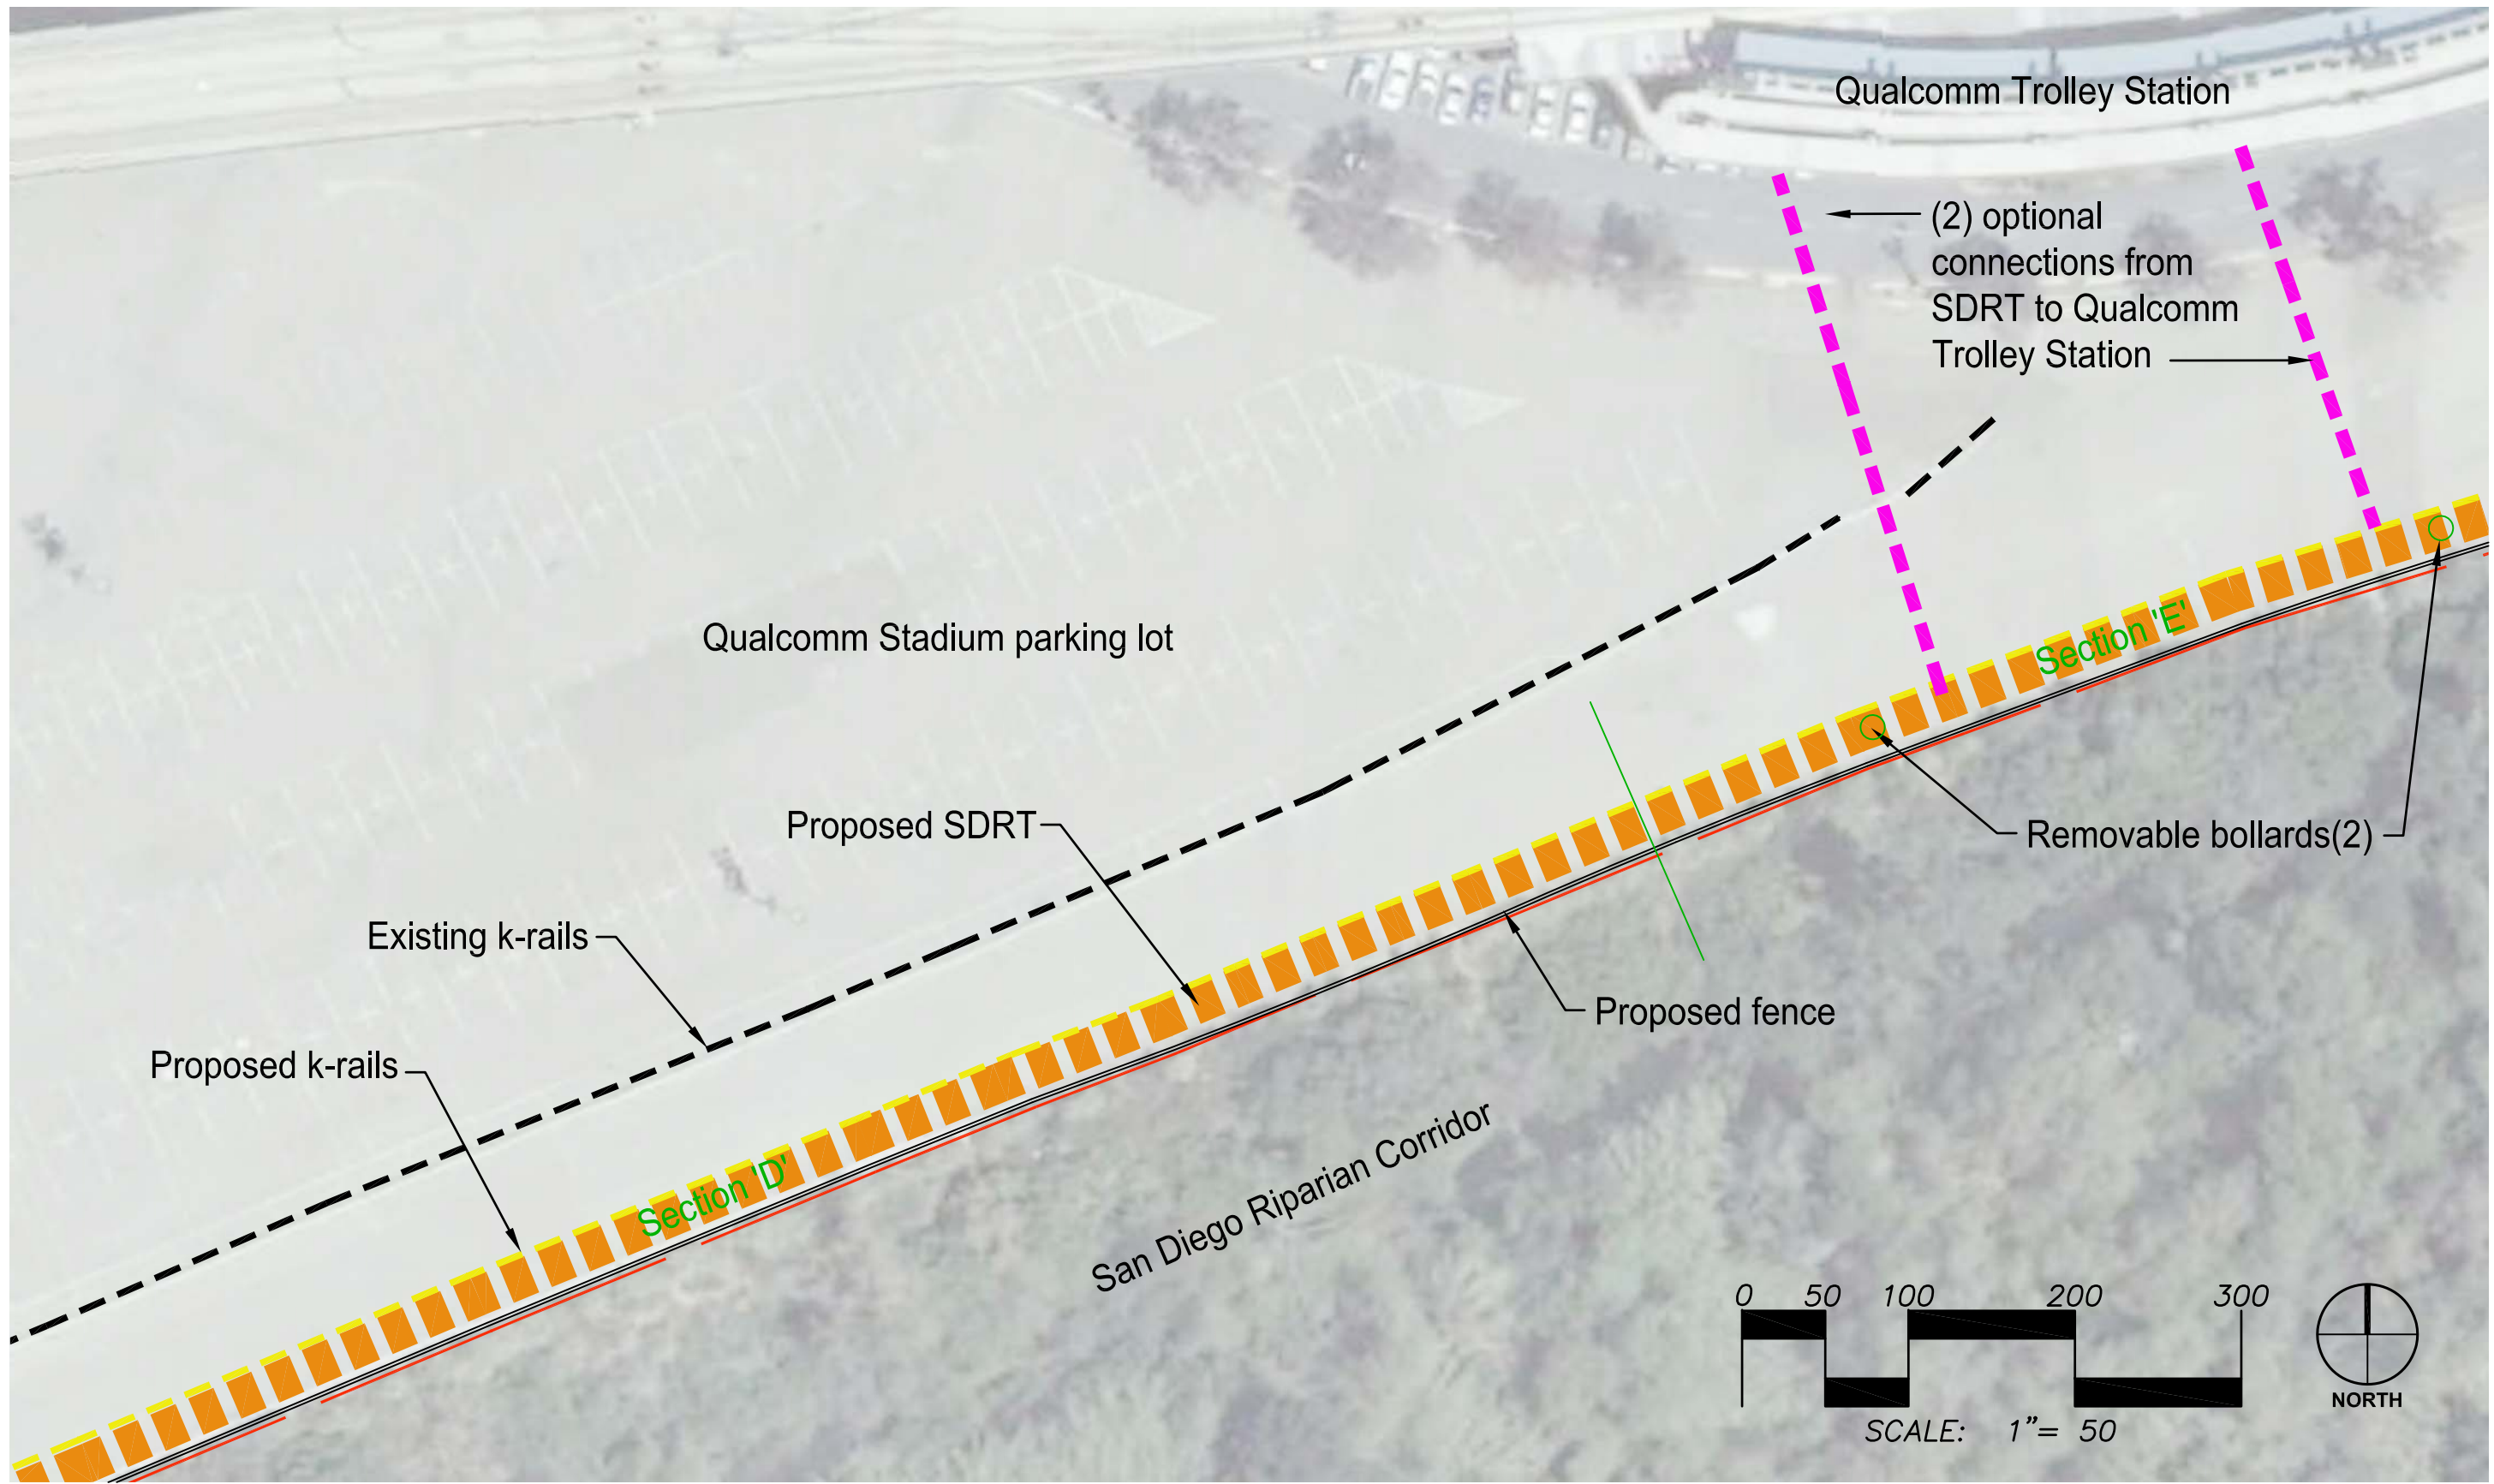 Qualcomm Trolley Station
(2) optional
connections from
SDRT to Qualcomm
Trolley Station
Qualcomm Stadium parking lot
Section 'E'
Proposed SDRT
Removable bollards(2)
Existing k-rails
Proposed fence
Proposed k-rails
Section 'D'
San Diego Riparian Corridor
0 50 100 200 300
SCALE: 1"= 50
NORTH